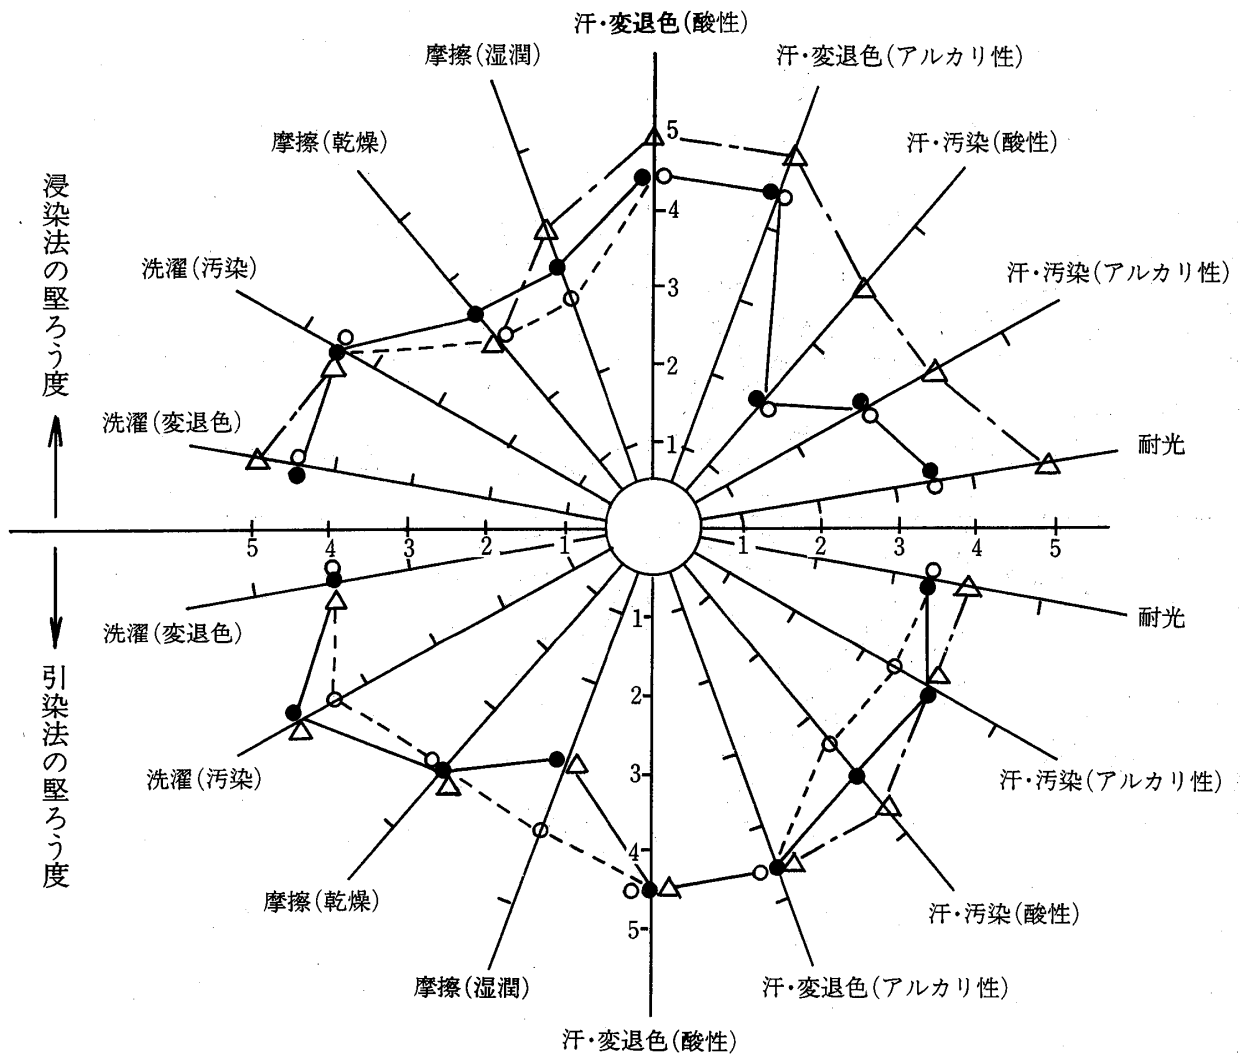 汗・変退色(酸性)
摩擦(湿潤)
汗・変退色(アルカリ性)
摩擦(乾燥)
汗・汚染(酸性)
洗濯(汚染)
汗・汚染(アルカリ性)
洗濯(変退色)
耐光
浸染法の堅ろう度
5
4
3
2
1
5
4
3
2
1
1
2
3
4
5
1
2
3
4
5
引染法の堅ろう度
洗濯(変退色)
耐光
洗濯(汚染)
汗・汚染(アルカリ性)
摩擦(乾燥)
汗・汚染(酸性)
摩擦(湿潤)
汗・変退色(アルカリ性)
汗・変退色(酸性)